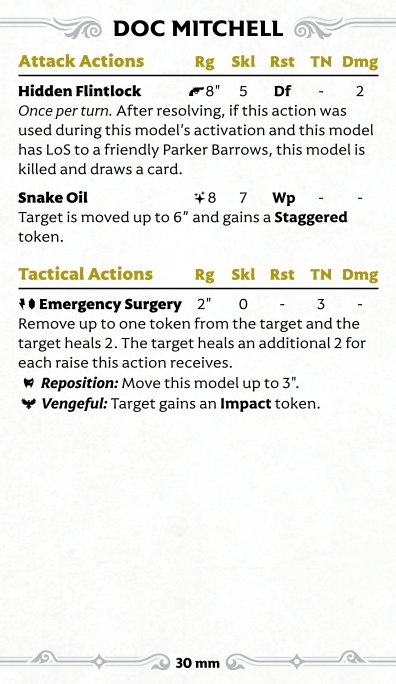 DOC MITCHELL
Attack Actions Rg Skl Rst TN Dmg
Hidden Flintlock 8" 5 Df - 2
Once per turn. After resolving, if this action was
used during this model's activation and this model
has LoS to a friendly Parker Barrows, this model is
killed and draws a card.
Snake Oil 8 7 Wp - -
Target is moved up to 6" and gains a Staggered
token.
Tactical Actions Rg Skl Rst TN Dmg
Emergency Surgery 2" 0 - 3 -
Remove up to one token from the target and the
target heals 2. The target heals an additional 2 for
each raise this action receives.
Reposition: Move this model up to 3".
Vengeful: Target gains an Impact token.
30 mm